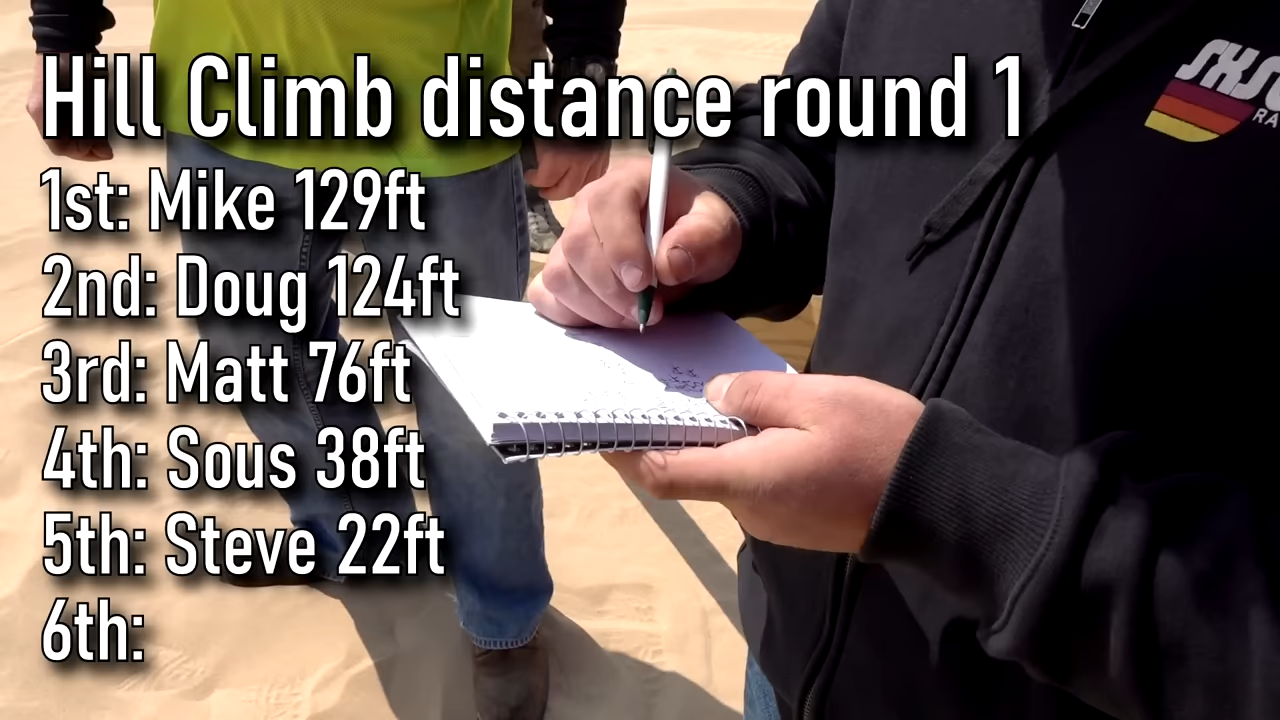 Hill Climb distance round 1
1st: Mike 129ft
2nd: Doug 124ft
3rd: Matt 76ft
4th: Sous 38ft
5th: Steve 22ft
6th: